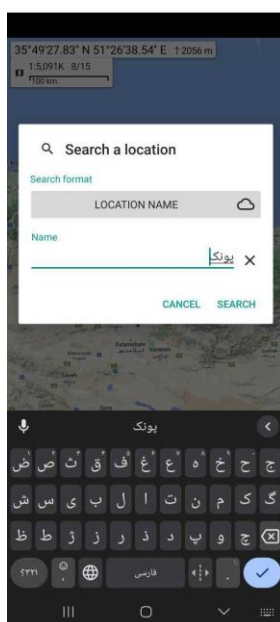 35°49'27.83" N 51°26'38.54" E ↑ 2056 m
1:5,091K 8/15
100 km
Search a location
Search format
LOCATION NAME
Name
پونک
CANCEL SEARCH
پونک
ض ص ث ق ف غ ع ه خ ح ج
ش س ی ب ل ا ت ن م ک گ
ظ ط ژ ز ر ذ د پ و چ
؟۳۲۱ ، فارسی .